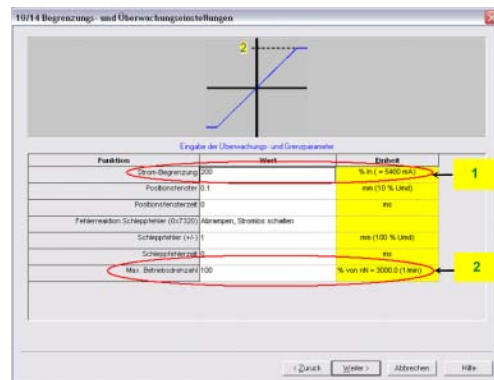 10/14 Begrenzungs- und Überwachungseinstellungen
2
Eingabe der Überwachungs- und Grenzparameter
Funktion Wert Einheit
Strom-Begrenzung 200 % In ( = 5400 mA)
1
Positionsfenster 0.1 mm (10 % Umd)
Positionsfensterzeit 0 ms
Fehlerreaktion Schleppfehler (0x7320) Abrampen, Stromlos schalten
Schleppfehler (+/-) 1 mm (100 % Umd)
Schleppfehlerzeit 0 ms
Max. Betriebsdrehzahl 100 % von nN = 3000.0 (1/min)
2
< Zurück Weiter > Abbrechen Hilfe